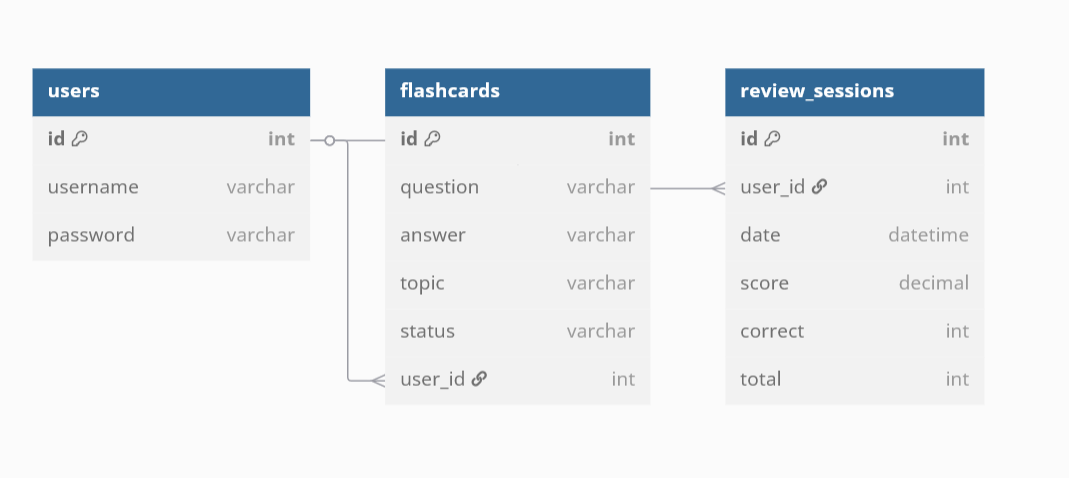 users
id int
username varchar
password varchar
flashcards
id int
question varchar
answer varchar
topic varchar
status varchar
user_id int
review_sessions
id int
user_id int
date datetime
score decimal
correct int
total int